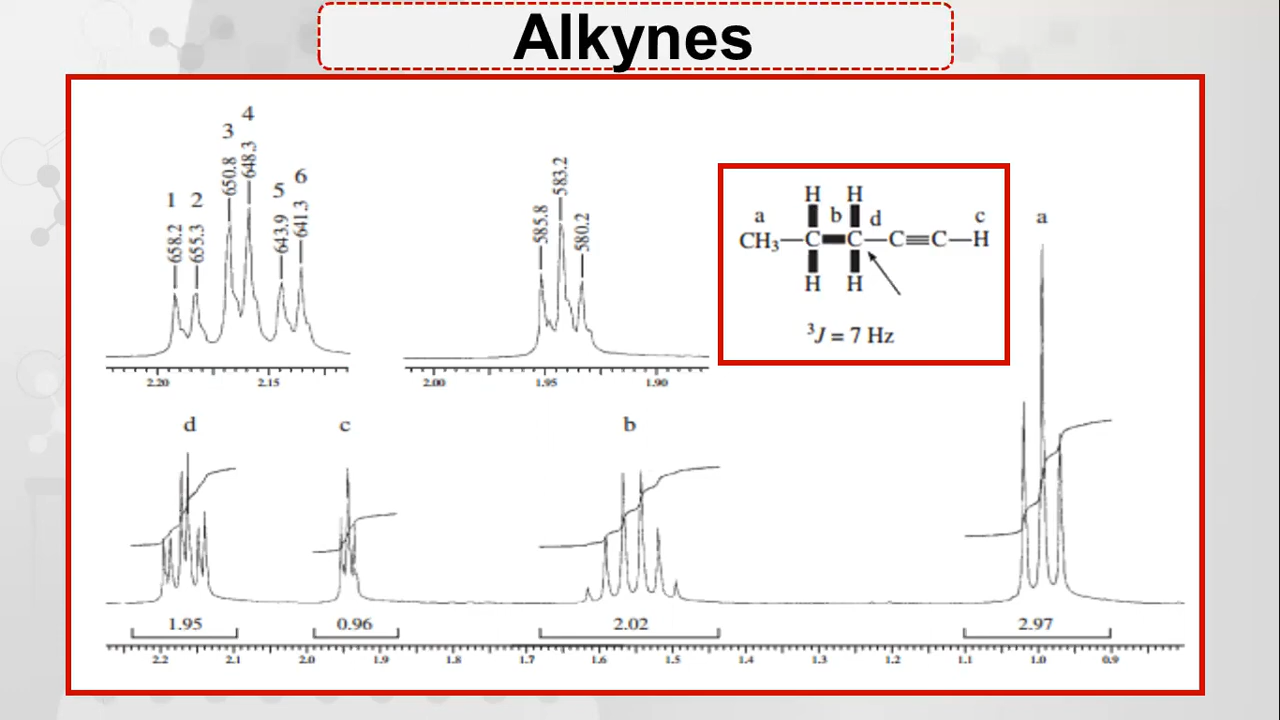 Alkynes
1 2 3 4 5 6
658.2 655.3 650.8 648.3 643.9 641.3
585.8 583.2 580.2
2.20 2.15
2.00 1.95 1.90
H H
a b d c
CH₃—C—C—C≡C—H
H H
³J = 7 Hz
a
d c b
1.95 0.96 2.02 2.97
2.2 2.1 2.0 1.9 1.8 1.7 1.6 1.5 1.4 1.3 1.2 1.1 1.0 0.9